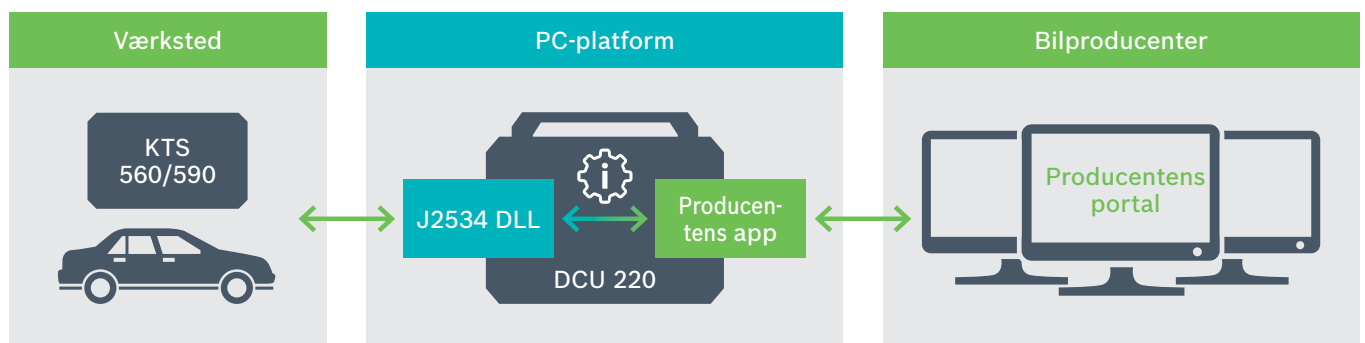 Værksted
PC-platform
Bilproducenter
KTS
560/590
J2534 DLL
Producen-
tens app
DCU 220
Producentens
portal